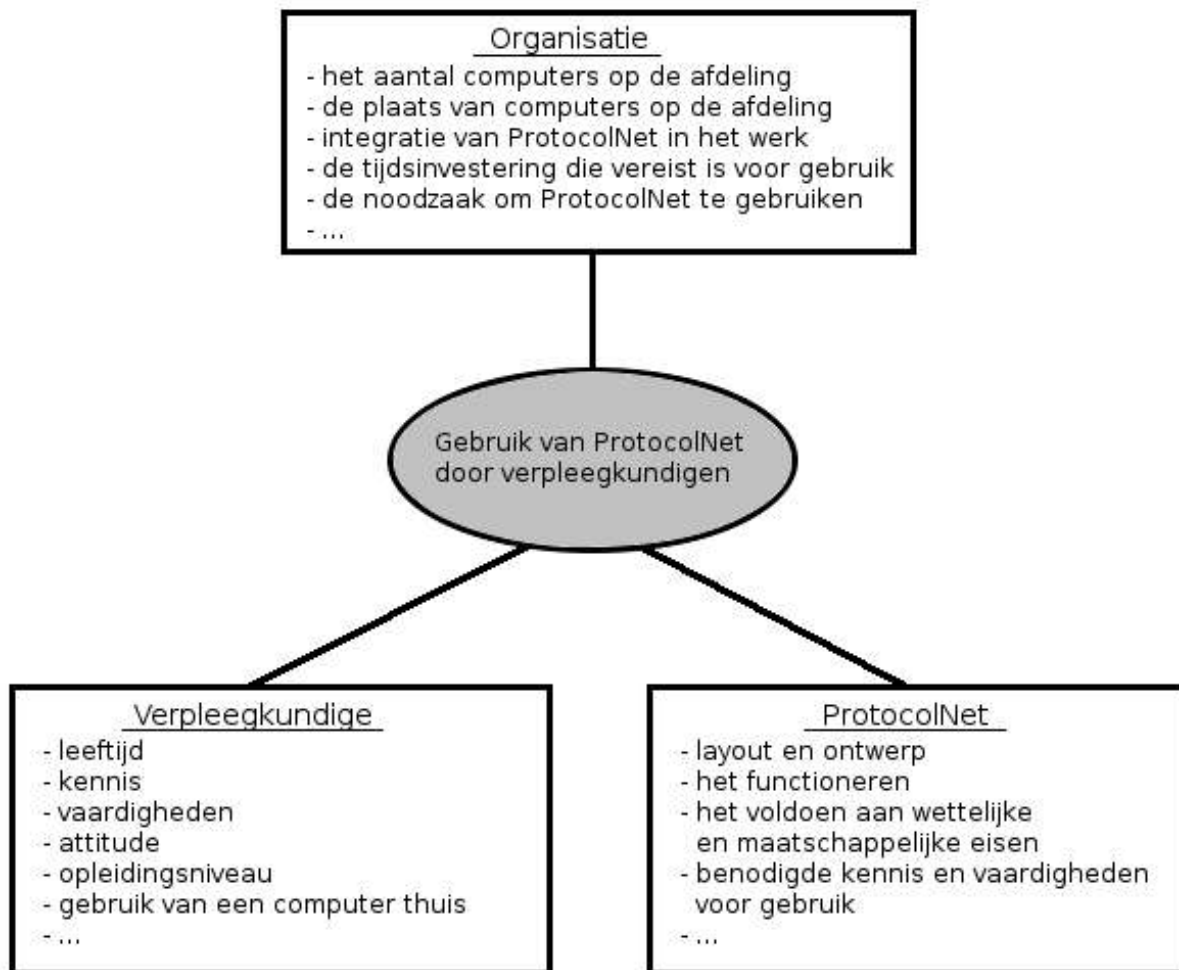 Organisatie
- het aantal computers op de afdeling
- de plaats van computers op de afdeling
- integratie van ProtocolNet in het werk
- de tijdsinvestering die vereist is voor gebruik
- de noodzaak om ProtocolNet te gebruiken
- ...
Gebruik van ProtocolNet
door verpleegkundigen
Verpleegkundige
- leeftijd
- kennis
- vaardigheden
- attitude
- opleidingsniveau
- gebruik van een computer thuis
- ...
ProtocolNet
- layout en ontwerp
- het functioneren
- het voldoen aan wettelijke
en maatschappelijke eisen
- benodigde kennis en vaardigheden
voor gebruik
- ...